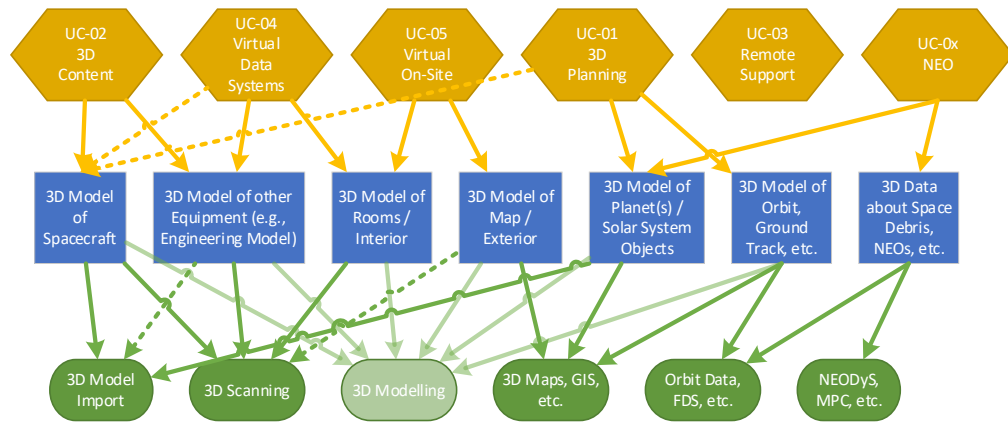 UC-02
3D
Content
UC-04
Virtual
Data
Systems
UC-05
Virtual
On-Site
UC-01
3D
Planning
UC-03
Remote
Support
UC-0x
NEO
3D Model
of
Spacecraft
3D Model of other
Equipment (e.g.,
Engineering Model)
3D Model of
Rooms /
Interior
3D Model of
Map /
Exterior
3D Model of
Planet(s) /
Solar System
Objects
3D Model of
Orbit,
Ground
Track, etc.
3D Data
about Space
Debris,
NEOs, etc.
3D Model
Import
3D Scanning
3D Modelling
3D Maps, GIS,
etc.
Orbit Data,
FDS, etc.
NEODyS,
MPC, etc.